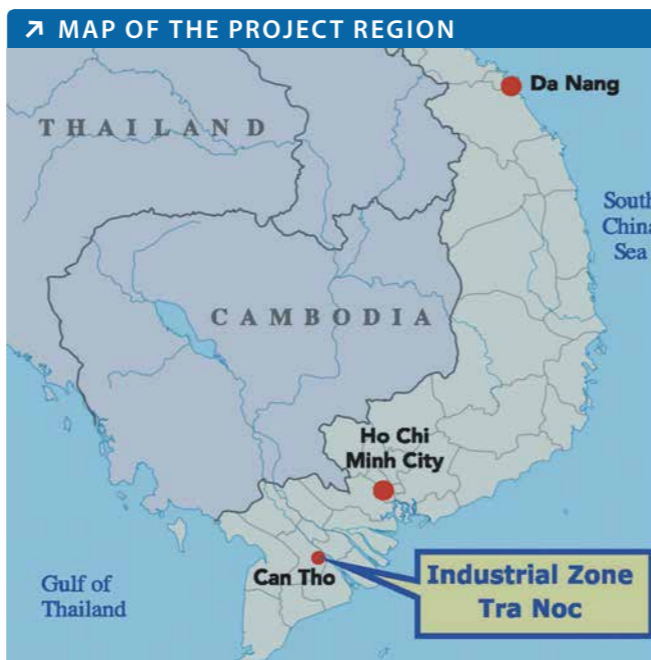 ↗ MAP OF THE PROJECT REGION
Da Nang
THAILAND
South
China
Sea
CAMBODIA
Ho Chi
Minh City
Can Tho
Industrial Zone
Tra Noc
Gulf of
Thailand